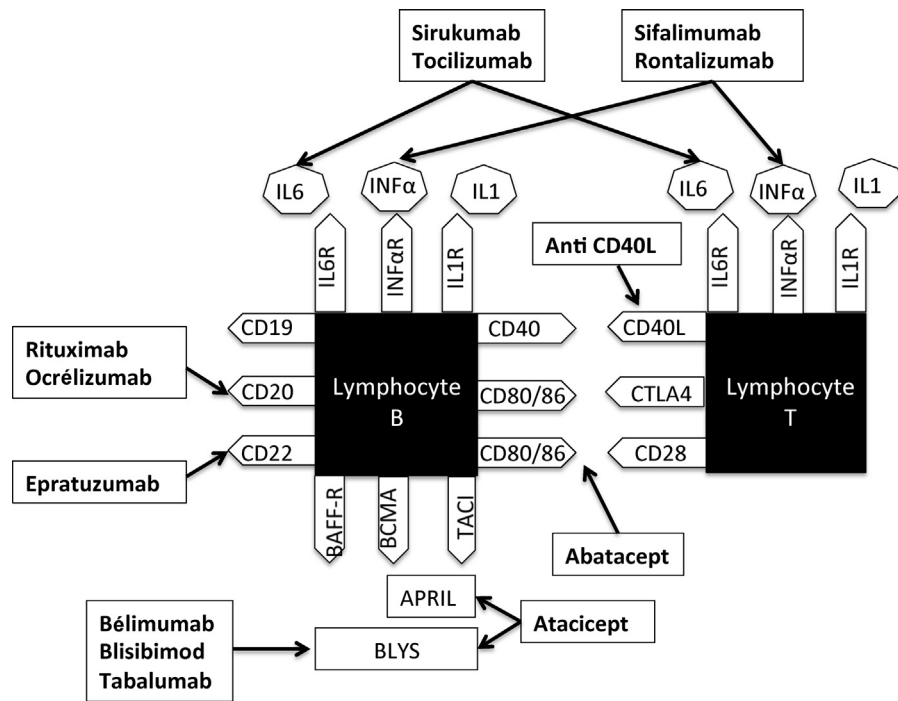 Sirukumab
Tocilizumab
Sifalimumab
Rontalizumab
IL6
INFα
IL1
IL6
INFα
IL1
IL6R
INFαR
IL1R
Anti CD40L
IL6R
INFαR
IL1R
CD19
CD40
CD40L
Rituximab
Ocrélizumab
CD20
Lymphocyte
B
CD80/86
CTLA4
Lymphocyte
T
Epratuzumab
CD22
CD80/86
CD28
BAFF-R
BCMA
TACI
Abatacept
APRIL
Atacicept
Bélimumab
Blisibimod
Tabalumab
BLYS